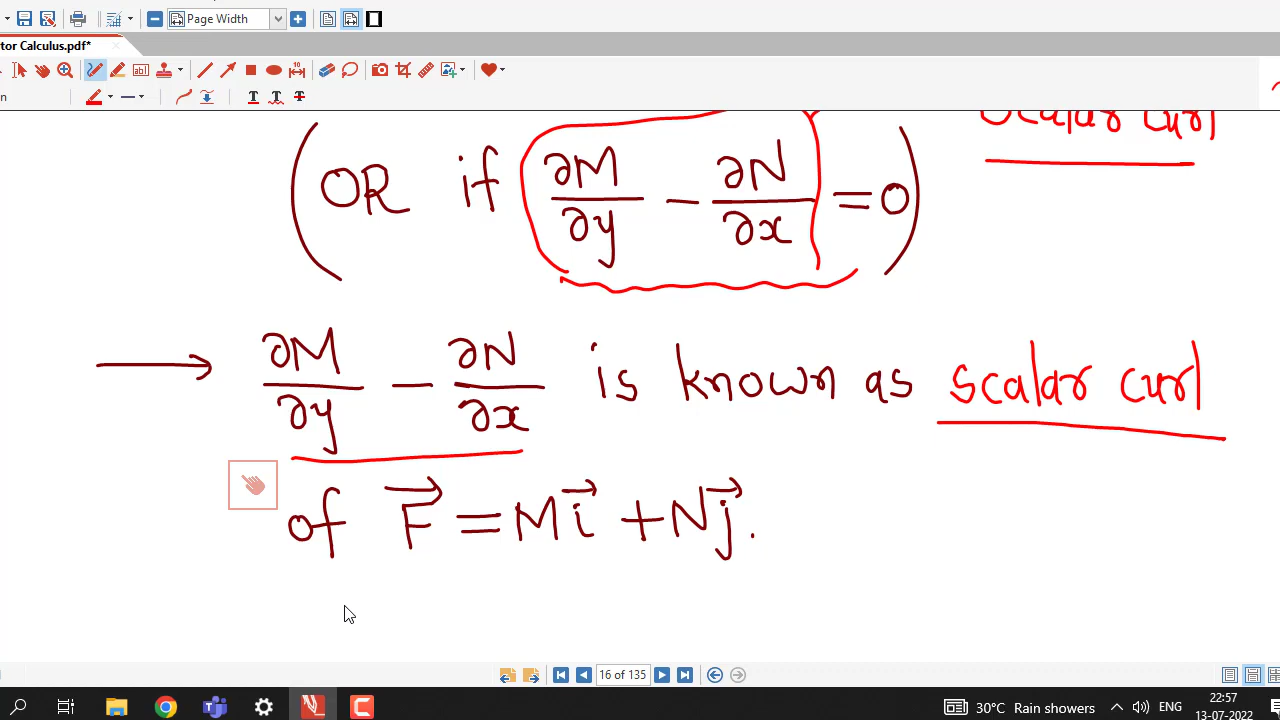 Page Width
tor Calculus.pdf*
n
scalar curl
(OR if ∂M/∂y − ∂N/∂x = 0)
→ ∂M/∂y − ∂N/∂x is known as scalar curl
of F⃗ = Mi⃗ + Nj⃗.
16 of 135
30°C Rain showers ENG 22:57
13-07-2022